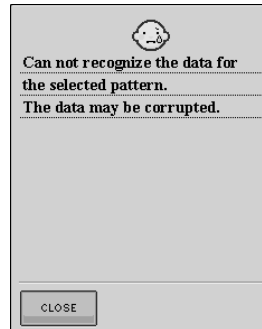 Can not recognize the data for
the selected pattern.
The data may be corrupted.
CLOSE